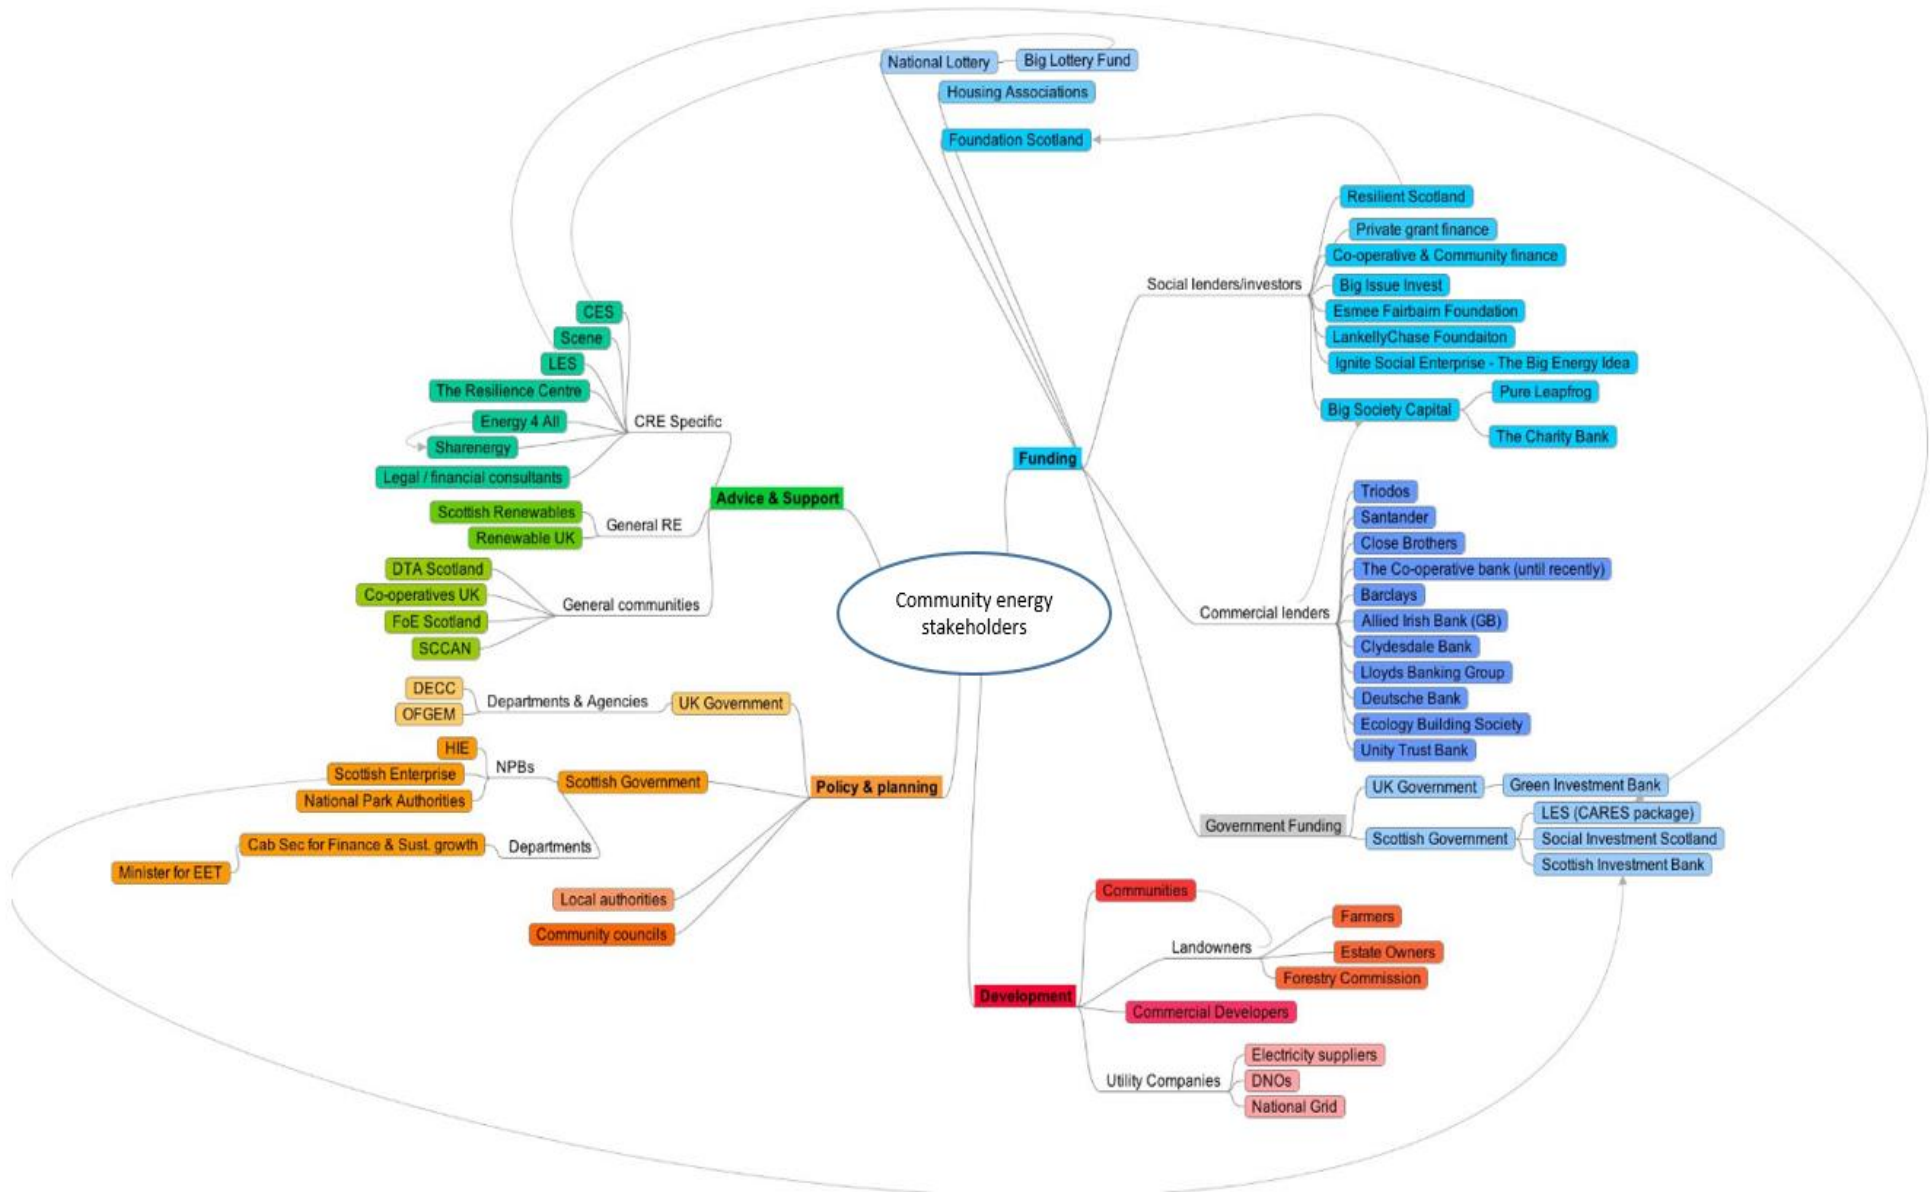 National Lottery
Big Lottery Fund
Housing Associations
Foundation Scotland
Resilient Scotland
Private grant finance
Co-operative & Community finance
Social lenders/investors
Big Issue Invest
Esmee Fairbairn Foundation
LankellyChase Foundaiton
Ignite Social Enterprise - The Big Energy Idea
Big Society Capital
Pure Leapfrog
The Charity Bank
Funding
Triodos
Santander
Close Brothers
The Co-operative bank (until recently)
Barclays
Commercial lenders
Allied Irish Bank (GB)
Clydesdale Bank
Lloyds Banking Group
Deutsche Bank
Ecology Building Society
Unity Trust Bank
Government Funding
UK Government
Green Investment Bank
Scottish Government
LES (CARES package)
Social Investment Scotland
Scottish Investment Bank
CES
Scene
LES
The Resilience Centre
Energy 4 All
Sharenergy
Legal / financial consultants
CRE Specific
Advice & Support
Scottish Renewables
Renewable UK
General RE
DTA Scotland
Co-operatives UK
FoE Scotland
SCCAN
General communities
Community energy
stakeholders
DECC
OFGEM
Departments & Agencies
UK Government
HIE
Scottish Enterprise
National Park Authorities
NPBs
Scottish Government
Policy & planning
Cab Sec for Finance & Sust. growth
Minister for EET
Departments
Local authorities
Community councils
Development
Communities
Landowners
Farmers
Estate Owners
Forestry Commission
Commercial Developers
Utility Companies
Electricity suppliers
DNOs
National Grid